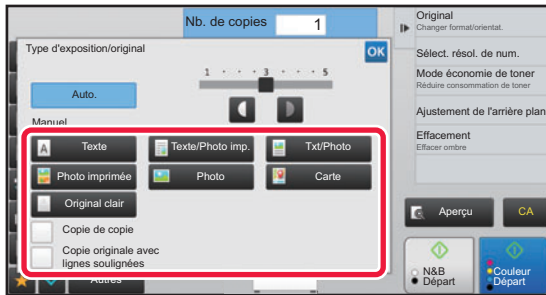 Nb. de copies 1
Type d'exposition/original
OK
1 3 5
Auto.
Manuel
Texte
Texte/Photo imp.
Txt/Photo
Photo imprimée
Photo
Carte
Original clair
Copie de copie
Copie originale avec
lignes soulignées
Autres
Original
Changer format/orientat.
Sélect. résol. de num.
Mode économie de toner
Réduire consommation de toner
Ajustement de l'arrière plan
Effacement
Effacer ombre
Aperçu
CA
N&B
Départ
Couleur
Départ